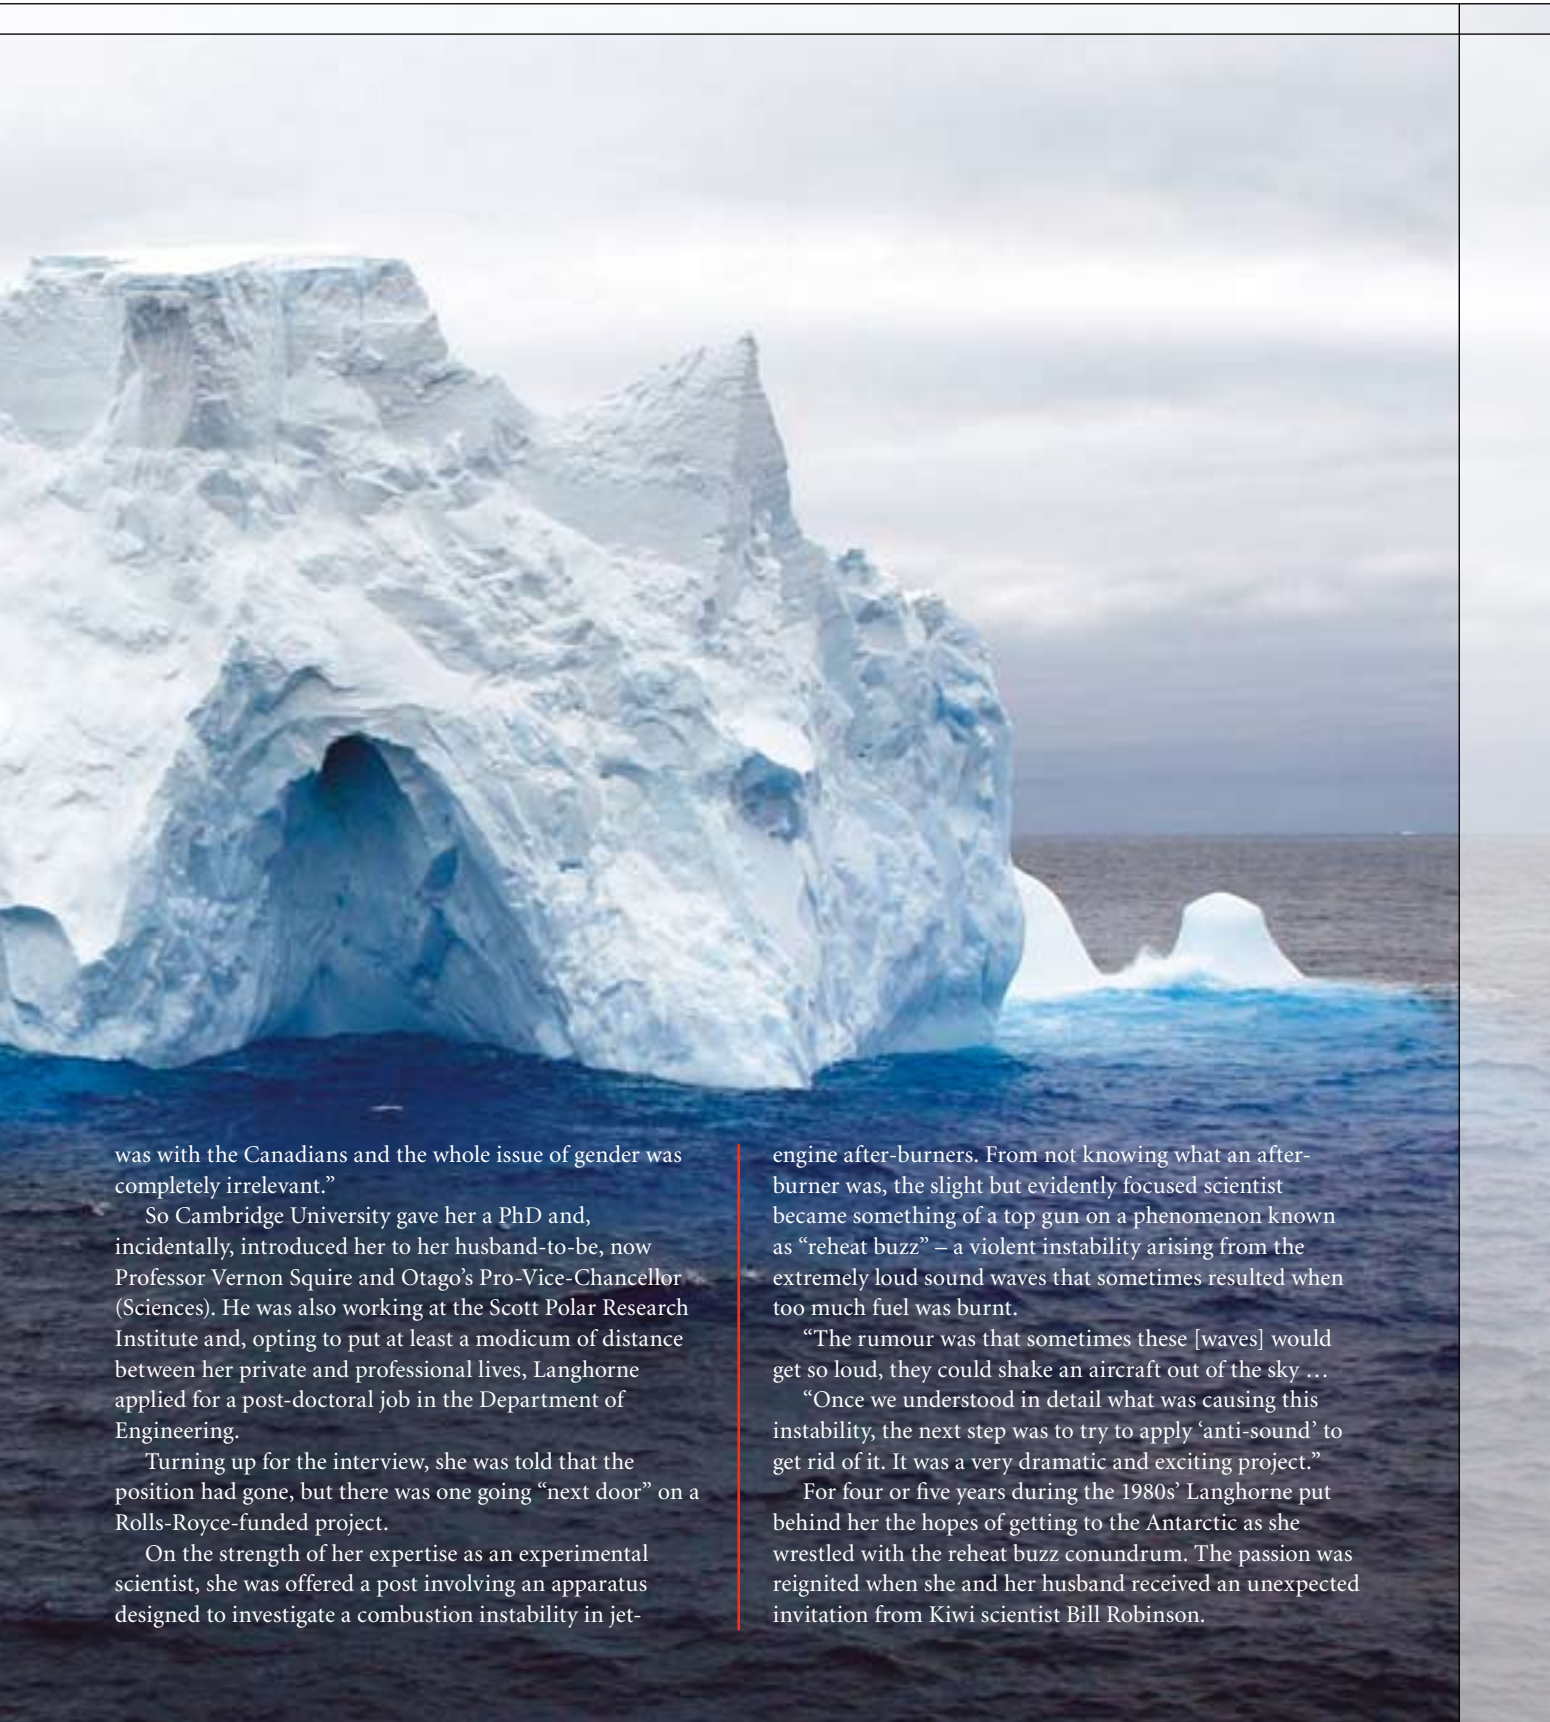 was with the Canadians and the whole issue of gender was
completely irrelevant.”
So Cambridge University gave her a PhD and,
incidentally, introduced her to her husband-to-be, now
Professor Vernon Squire and Otago’s Pro-Vice-Chancellor
(Sciences). He was also working at the Scott Polar Research
Institute and, opting to put at least a modicum of distance
between her private and professional lives, Langhorne
applied for a post-doctoral job in the Department of
Engineering.
Turning up for the interview, she was told that the
position had gone, but there was one going “next door” on a
Rolls-Royce-funded project.
On the strength of her expertise as an experimental
scientist, she was offered a post involving an apparatus
designed to investigate a combustion instability in jet-
engine after-burners. From not knowing what an after-
burner was, the slight but evidently focused scientist
became something of a top gun on a phenomenon known
as “reheat buzz” – a violent instability arising from the
extremely loud sound waves that sometimes resulted when
too much fuel was burnt.
“The rumour was that sometimes these [waves] would
get so loud, they could shake an aircraft out of the sky …
“Once we understood in detail what was causing this
instability, the next step was to try to apply ‘anti-sound’ to
get rid of it. It was a very dramatic and exciting project.”
For four or five years during the 1980s’ Langhorne put
behind her the hopes of getting to the Antarctic as she
wrestled with the reheat buzz conundrum. The passion was
reignited when she and her husband received an unexpected
invitation from Kiwi scientist Bill Robinson.